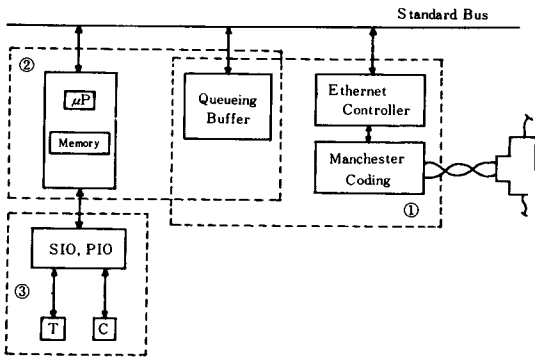 Standard Bus
②
μP
Memory
Queueing
Buffer
Ethernet
Controller
Manchester
Coding
①
SIO, PIO
③
T
C